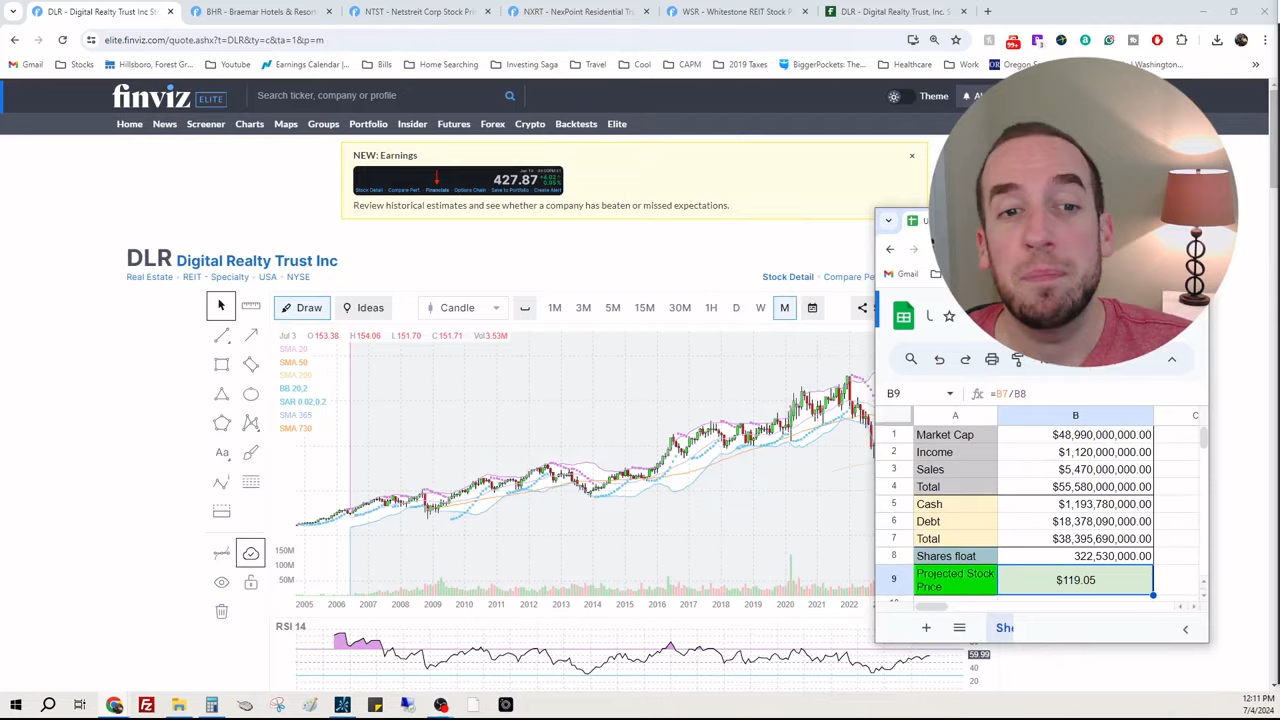 DLR - Digital Realty Trust Inc St
BHR - Braemar Hotels & Resort
NTST - Netstreit Corp Stock Pri
NXRT - NexPoint Residential Tr
WSR - Whitestone REIT Stock P
DLR - Digital Realty Trust, Inc. S
elite.finviz.com/quote.ashx?t=DLR&ty=c&ta=1&p=m
99+
Gmail
Stocks
Hillsboro, Forest Gr...
Youtube
Earnings Calendar |...
Bills
Home Searching
Investing Saga
Travel
Cool
CAPM
2019 Taxes
BiggerPockets: The...
Healthcare
Work
OR
Oregon S
Washington...
finviz ELITE
Search ticker, company or profile
Theme
Home News Screener Charts Maps Groups Portfolio Insider Futures Forex Crypto Backtests Elite
NEW: Earnings
427.87
Review historical estimates and see whether a company has beaten or missed expectations.
DLR Digital Realty Trust Inc
Real Estate • REIT - Specialty • USA • NYSE
Stock Detail • Compare Pe
Draw
Ideas
Candle
1M 3M 5M 15M 30M 1H D W M
Jul 3 O 153.38 H 154.06 L 151.70 C 151.71 Vol 3.53M
SMA 20
SMA 50
SMA 200
BB 20,2
SAR 0.02,0.2
SMA 365
SMA 730
Aa
150M
100M
50M
2005 2006 2007 2008 2009 2010 2011 2012 2013 2014 2015 2016 2017 2018 2019 2020 2021 2022
RSI 14
59.99
40
20
Gmail
B9
fx =B7/B8
A B C
1 Market Cap $48,990,000,000.00
2 Income $1,120,000,000.00
3 Sales $5,470,000,000.00
4 Total $55,580,000,000.00
5 Cash $1,193,780,000.00
6 Debt $18,378,090,000.00
7 Total $38,395,690,000.00
8 Shares float 322,530,000.00
9 Projected Stock Price $119.05
She
12:11 PM
7/4/2024